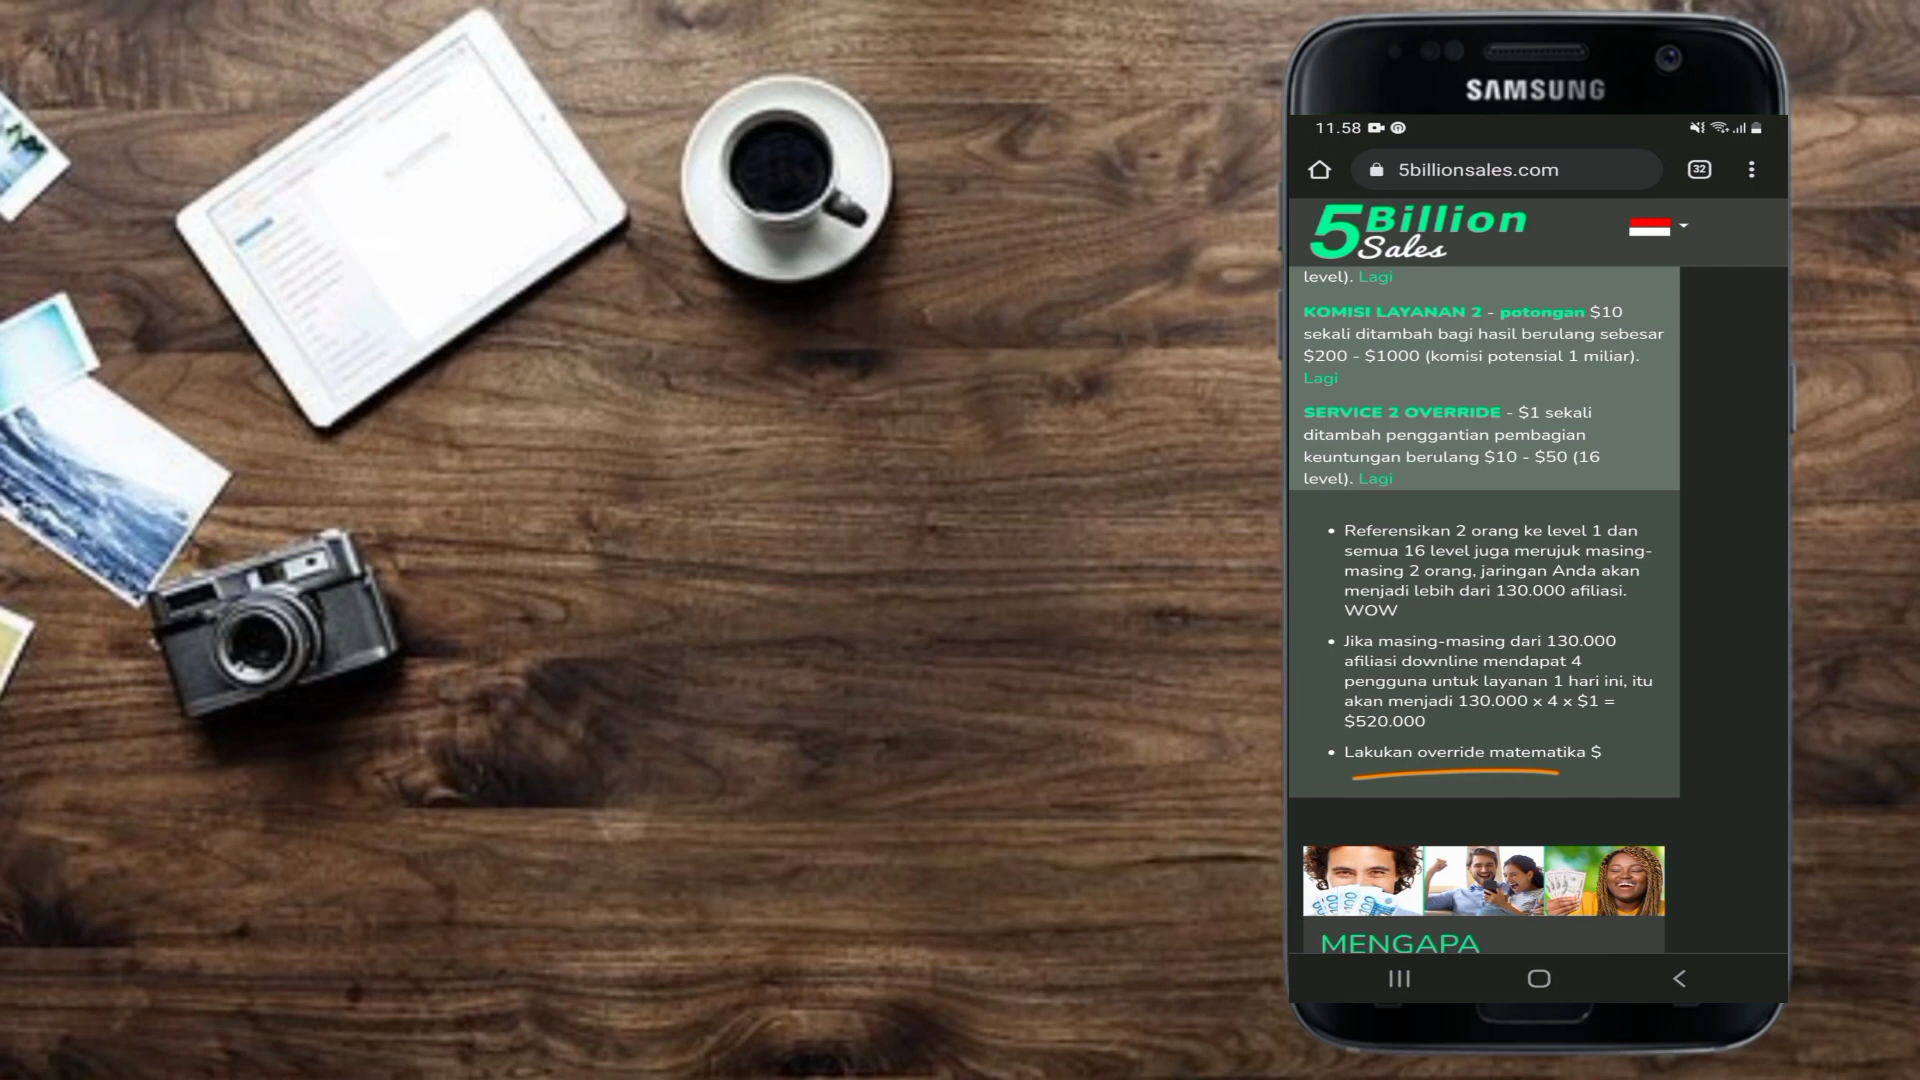 SAMSUNG
11.58
5billionsales.com
32
5 Billion
Sales
level). Lagi
KOMISI LAYANAN 2 - potongan $10
sekali ditambah bagi hasil berulang sebesar
$200 - $1000 (komisi potensial 1 miliar).
Lagi
SERVICE 2 OVERRIDE - $1 sekali
ditambah penggantian pembagian
keuntungan berulang $10 - $50 (16
level). Lagi
• Referensikan 2 orang ke level 1 dan
semua 16 level juga merujuk masing-
masing 2 orang, jaringan Anda akan
menjadi lebih dari 130.000 afiliasi.
WOW
• Jika masing-masing dari 130.000
afiliasi downline mendapat 4
pengguna untuk layanan 1 hari ini, itu
akan menjadi 130.000 x 4 x $1 =
$520.000
• Lakukan override matematika $
MENGAPA